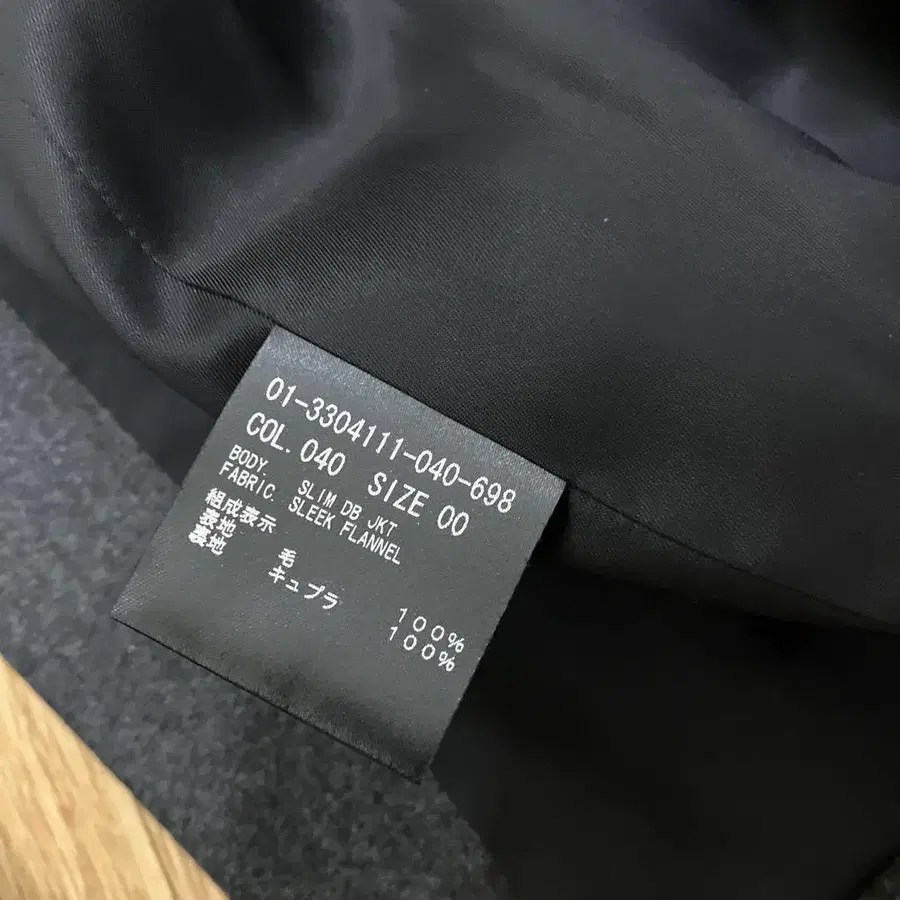 01-3304111-040-698
COL. 040 SIZE 00
BODY. SLIM DB JKT
FABRIC. SLEEK FLANNEL
組成表示
表地 毛 100%
裏地 キュプラ 100%